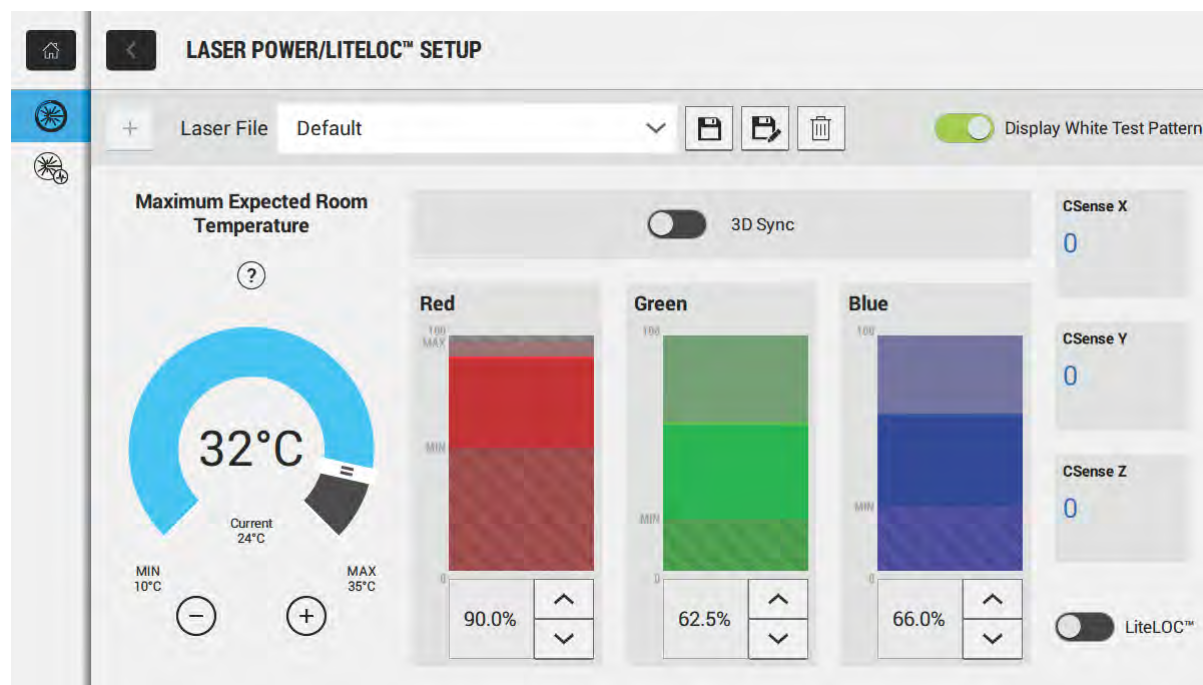 LASER POWER/LITELOC™ SETUP
+ Laser File Default
Display White Test Pattern
Maximum Expected Room
Temperature
?
32°C
Current
24°C
MIN
10°C
MAX
35°C
3D Sync
Red
100
MAX
MIN
0
90.0%
Green
100
MIN
0
62.5%
Blue
100
MIN
0
66.0%
CSense X
0
CSense Y
0
CSense Z
0
LiteLOC™